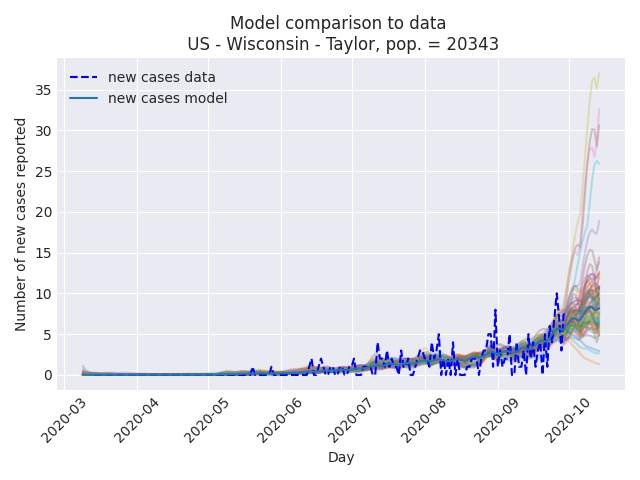 Model comparison to data
US - Wisconsin - Taylor, pop. = 20343
new cases data
new cases model
Number of new cases reported
35
30
25
20
15
10
5
0
2020-03
2020-04
2020-05
2020-06
2020-07
2020-08
2020-09
2020-10
Day